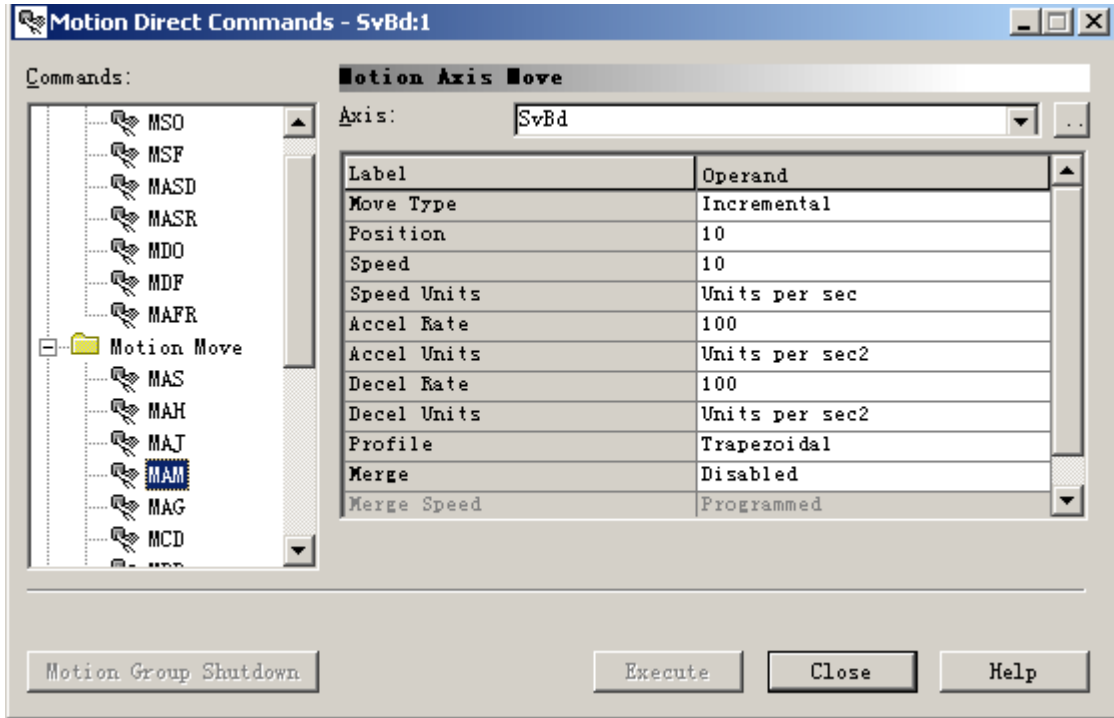 Motion Direct Commands - SvBd:1
Commands:
MSO
MSF
MASD
MASR
MDO
MDF
MAFR
Motion Move
MAS
MAH
MAJ
MAM
MAG
MCD
Motion Axis Move
Axis: SvBd ..
Label Operand
Move Type Incremental
Position 10
Speed 10
Speed Units Units per sec
Accel Rate 100
Accel Units Units per sec2
Decel Rate 100
Decel Units Units per sec2
Profile Trapezoidal
Merge Disabled
Merge Speed Programmed
Motion Group Shutdown Execute Close Help